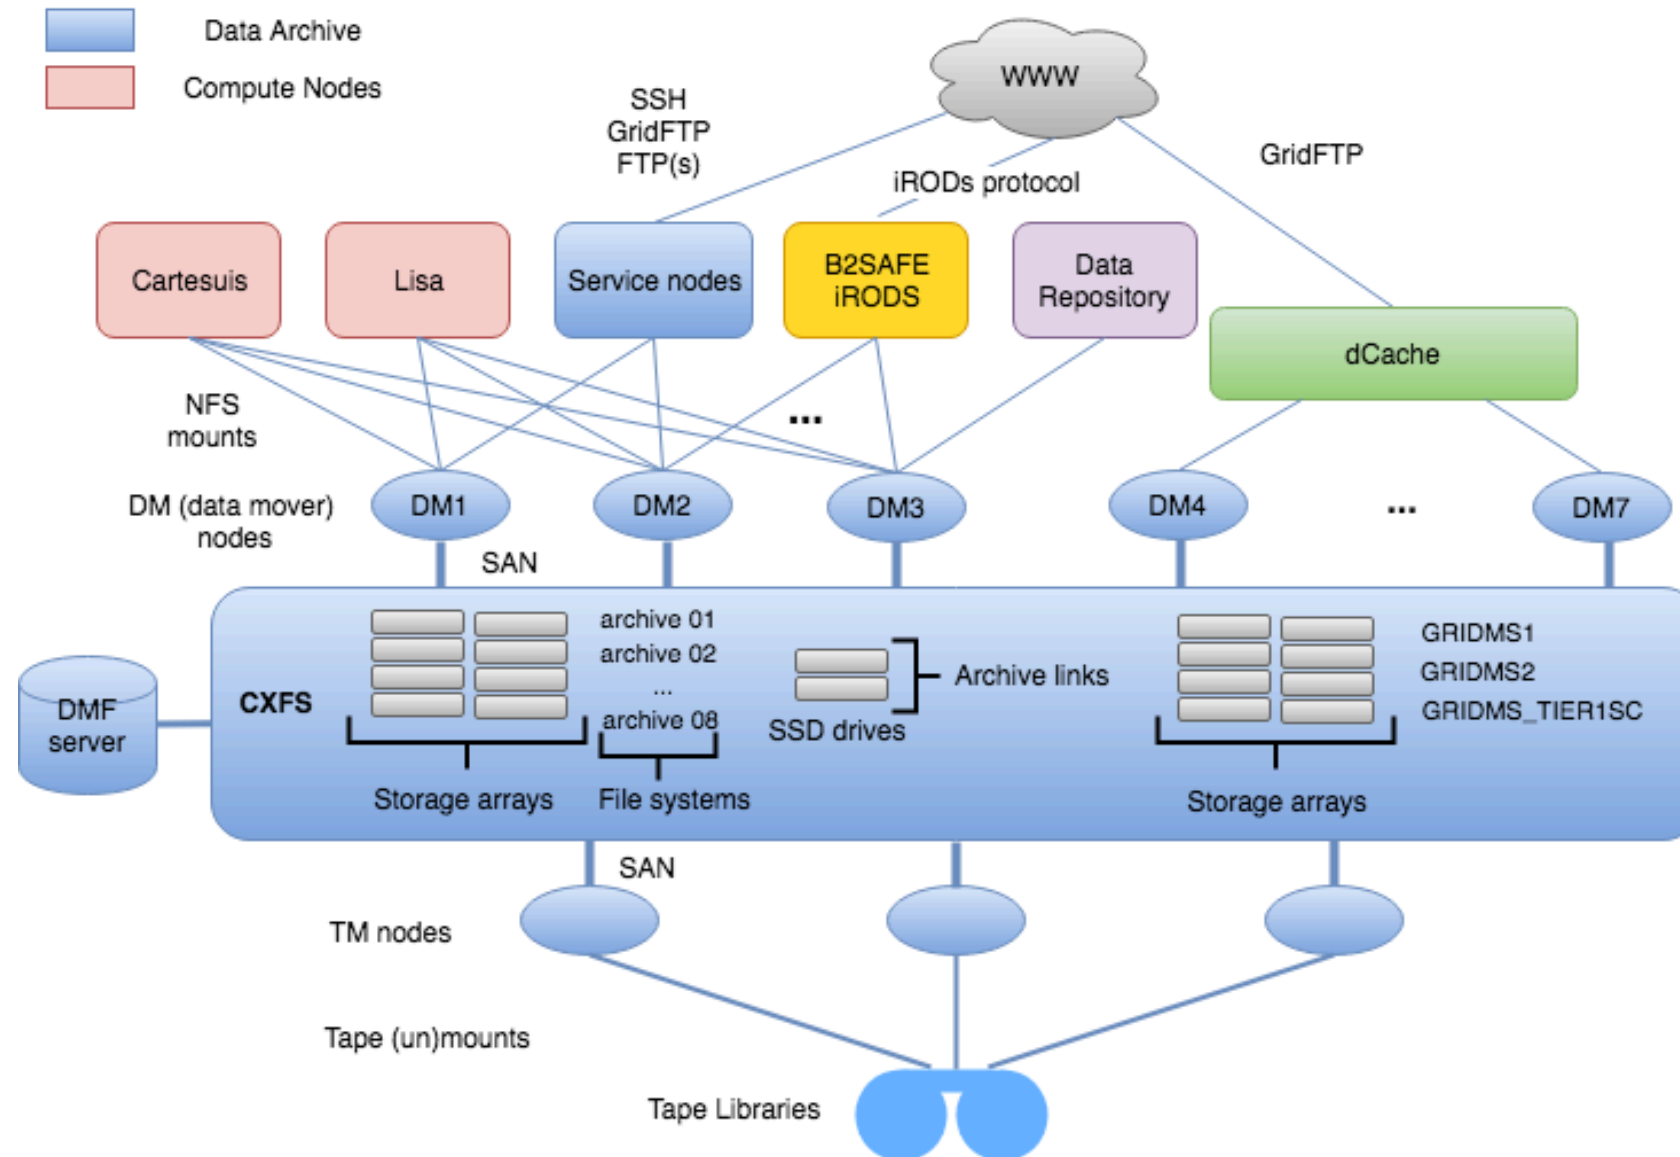 Data Archive
Compute Nodes
WWW
SSH
GridFTP
FTP(s)
iRODs protocol
GridFTP
Cartesuis
Lisa
Service nodes
B2SAFE
iRODS
Data
Repository
dCache
NFS
mounts
...
DM (data mover)
nodes
DM1
DM2
DM3
DM4
...
DM7
SAN
DMF
server
CXFS
archive 01
archive 02
...
archive 08
Storage arrays
File systems
SSD drives
Archive links
GRIDMS1
GRIDMS2
GRIDMS_TIER1SC
Storage arrays
SAN
TM nodes
Tape (un)mounts
Tape Libraries